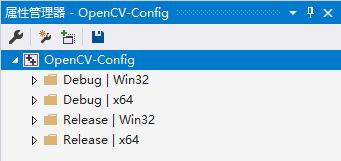 属性管理器 - OpenCV-Config
OpenCV-Config
Debug | Win32
Debug | x64
Release | Win32
Release | x64